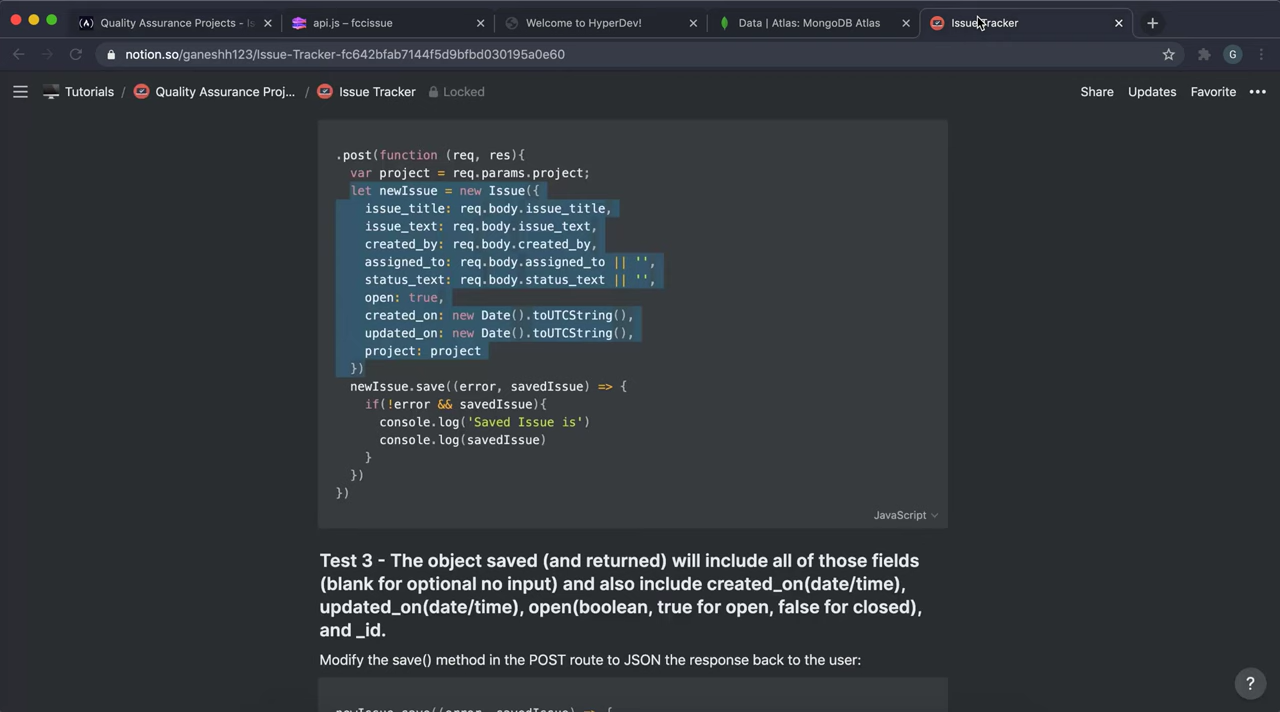 Quality Assurance Projects - Is
api.js – fccissue
Welcome to HyperDev!
Data | Atlas: MongoDB Atlas
Issue Tracker
notion.so/ganeshh123/Issue-Tracker-fc642bfab7144f5d9bfbd030195a0e60
G
Tutorials / Quality Assurance Proj... / Issue Tracker Locked
Share Updates Favorite
.post(function (req, res){
var project = req.params.project;
let newIssue = new Issue({
issue_title: req.body.issue_title,
issue_text: req.body.issue_text,
created_by: req.body.created_by,
assigned_to: req.body.assigned_to || '',
status_text: req.body.status_text || '',
open: true,
created_on: new Date().toUTCString(),
updated_on: new Date().toUTCString(),
project: project
})
newIssue.save((error, savedIssue) => {
if(!error && savedIssue){
console.log('Saved Issue is')
console.log(savedIssue)
}
})
})
JavaScript
Test 3 - The object saved (and returned) will include all of those fields
(blank for optional no input) and also include created_on(date/time),
updated_on(date/time), open(boolean, true for open, false for closed),
and _id.
Modify the save() method in the POST route to JSON the response back to the user:
newIssue.save((error, savedIssue) => {
?